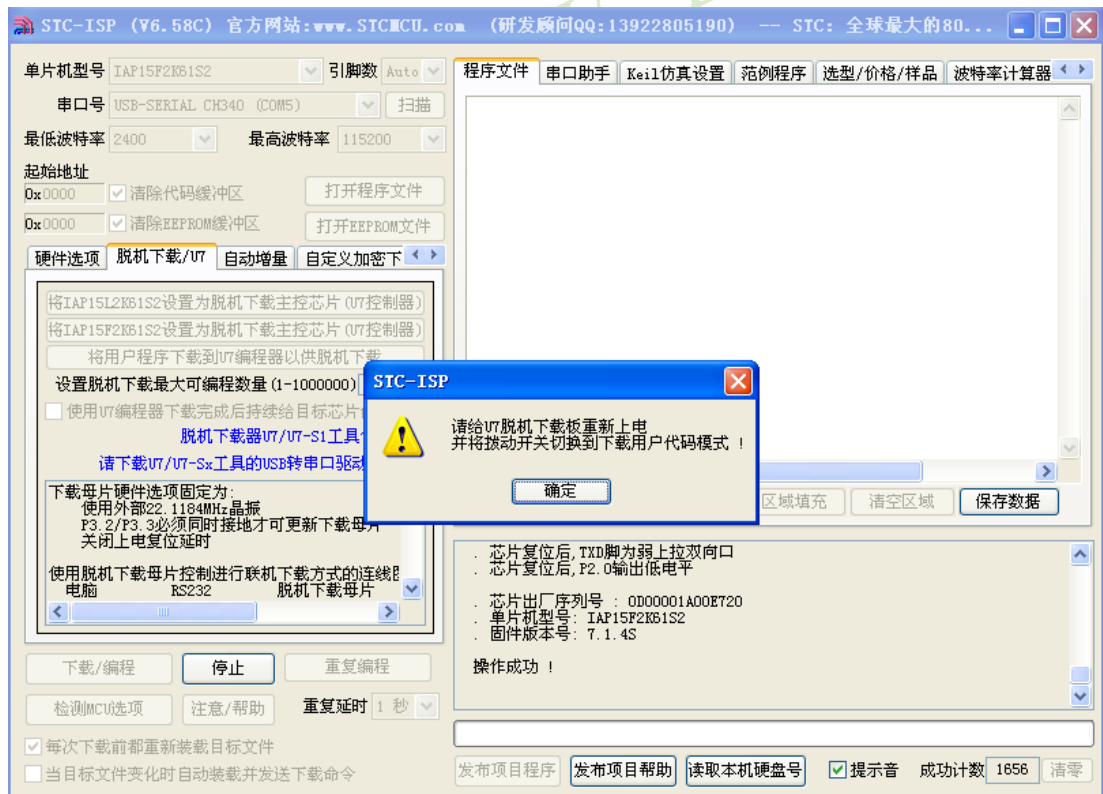 STC-ISP (V6.58C) 官方网站:www.STCMCU.com (研发顾问QQ:13922805190) -- STC: 全球最大的80...
单片机型号 IAP15F2K61S2 引脚数 Auto
串口号 USB-SERIAL CH340 (COM5) 扫描
最低波特率 2400 最高波特率 115200
起始地址
0x0000 清除代码缓冲区 打开程序文件
0x0000 清除EEPROM缓冲区 打开EEPROM文件
硬件选项 脱机下载/U7 自动增量 自定义加密下
将IAP15L2K61S2设置为脱机下载主控芯片(U7控制器)
将IAP15F2K61S2设置为脱机下载主控芯片(U7控制器)
将用户程序下载到U7编程器以供脱机下载
设置脱机下载最大可编程数量(1-1000000)
使用U7编程器下载完成后持续给目标芯片
脱机下载器U7/U7-S1工具
请下载U7/U7-Sx工具的USB转串口驱动
下载母片硬件选项固定为:
使用外部22.1184MHz晶振
P3.2/P3.3必须同时接地才可更新下载母片
关闭上电复位延时
使用脱机下载母片控制进行联机下载方式的连线
电脑 RS232 脱机下载母片
下载/编程 停止 重复编程
检测MCU选项 注意/帮助 重复延时 1 秒
每次下载前都重新装载目标文件
当目标文件变化时自动装载并发送下载命令
程序文件 串口助手 Keil仿真设置 范例程序 选型/价格/样品 波特率计算器
STC-ISP
请给U7脱机下载板重新上电
并将拨动开关切换到下载用户代码模式 !
确定
区域填充 清空区域 保存数据
. 芯片复位后,TXD脚为弱上拉双向口
. 芯片复位后,P2.0输出低电平
. 芯片出厂序列号 : 0D00001A00E720
. 单片机型号: IAP15F2K61S2
. 固件版本号: 7.1.4S
操作成功 !
发布项目程序 发布项目帮助 读取本机硬盘号 提示音 成功计数 1656 清零